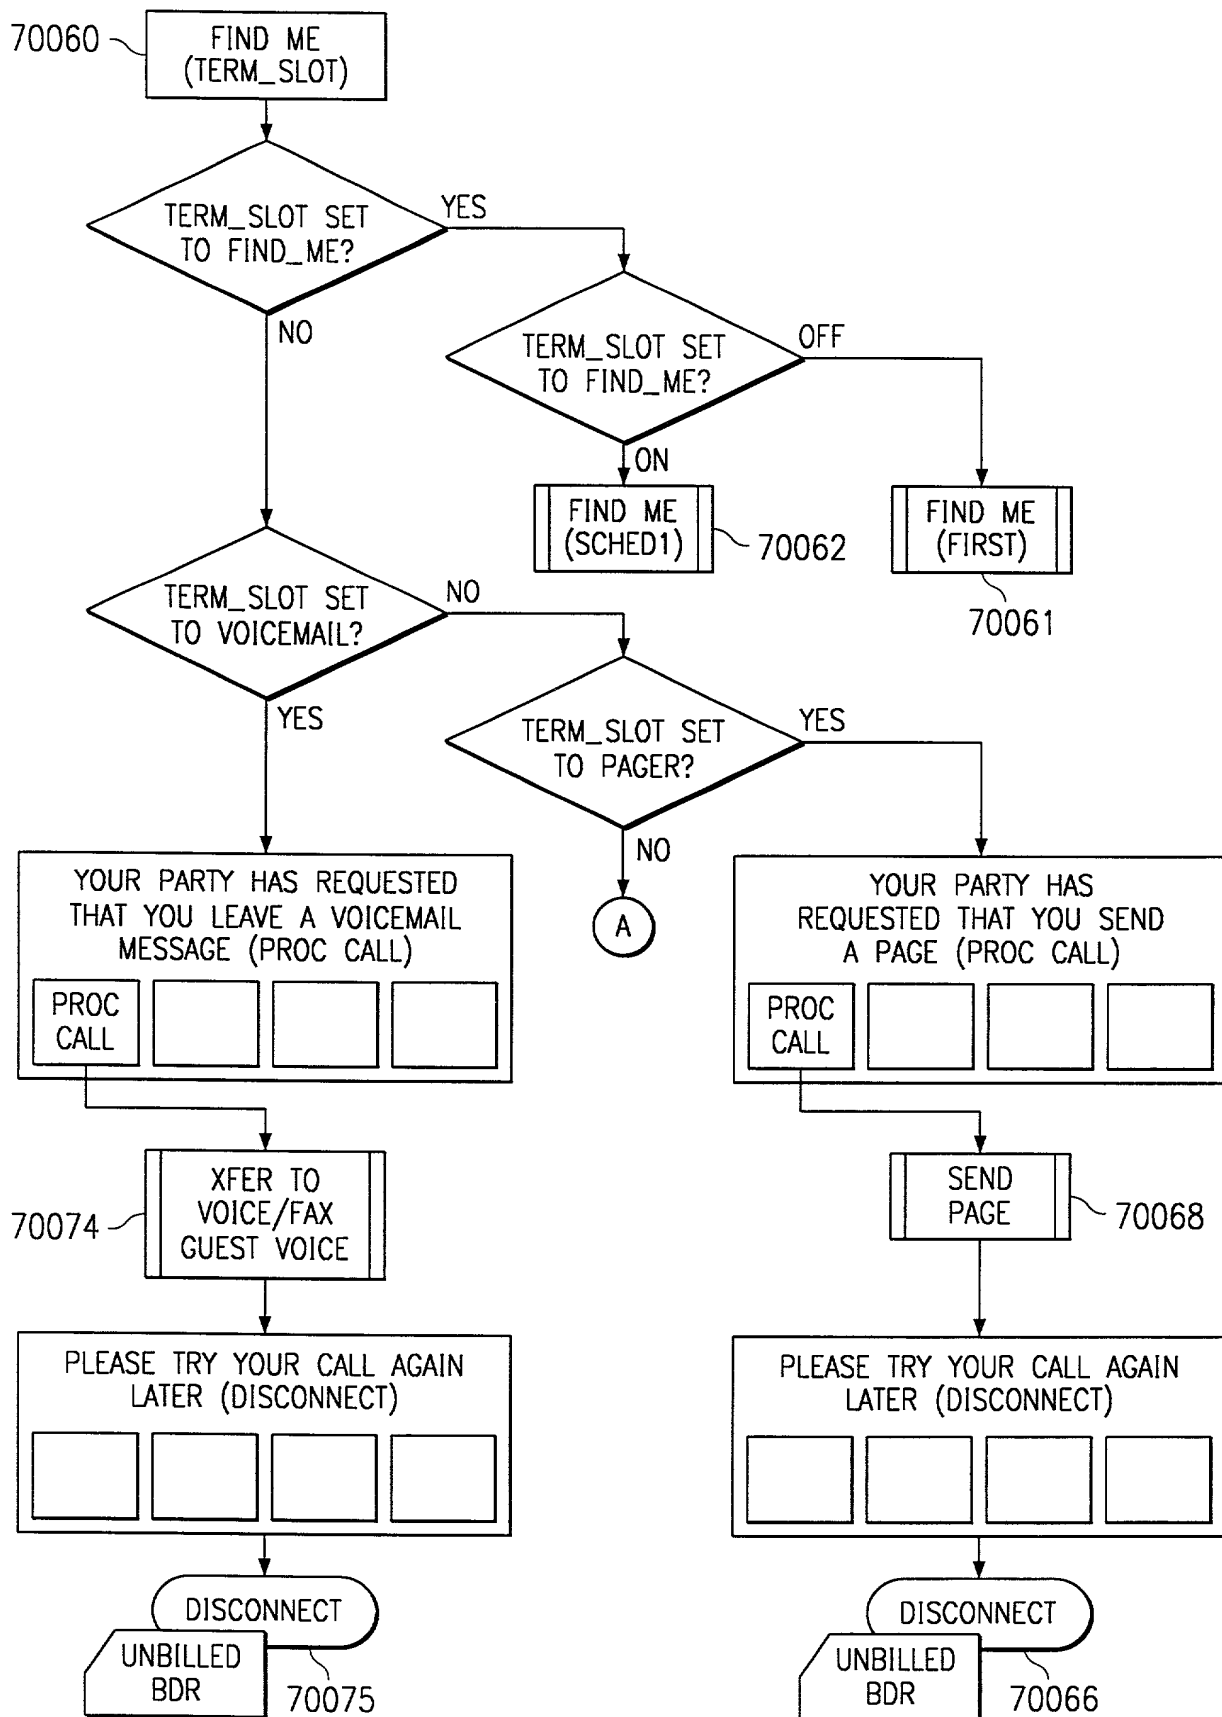 70060
FIND ME
(TERM_SLOT)
TERM_SLOT SET
TO FIND_ME?
YES
NO
TERM_SLOT SET
TO FIND_ME?
OFF
ON
FIND ME
(SCHED1)
70062
FIND ME
(FIRST)
70061
TERM_SLOT SET
TO VOICEMAIL?
NO
YES
TERM_SLOT SET
TO PAGER?
YES
NO
A
YOUR PARTY HAS REQUESTED
THAT YOU LEAVE A VOICEMAIL
MESSAGE (PROC CALL)
PROC
CALL
YOUR PARTY HAS
REQUESTED THAT YOU SEND
A PAGE (PROC CALL)
PROC
CALL
70074
XFER TO
VOICE/FAX
GUEST VOICE
SEND
PAGE
70068
PLEASE TRY YOUR CALL AGAIN
LATER (DISCONNECT)
PLEASE TRY YOUR CALL AGAIN
LATER (DISCONNECT)
DISCONNECT
UNBILLED
BDR
70075
DISCONNECT
UNBILLED
BDR
70066